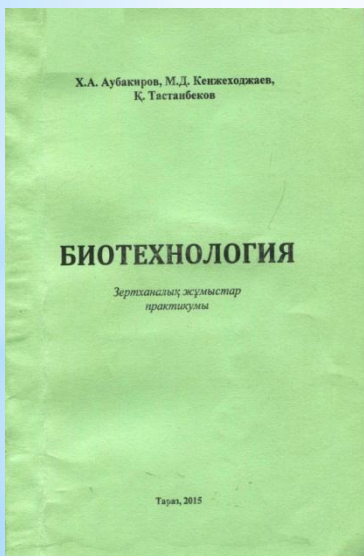 Х.А. Аубакиров, М.Д. Кенжеходжаев,
Қ. Тастанбеков
БИОТЕХНОЛОГИЯ
Зертханалық жұмыстар
практикумы
Тараз, 2015